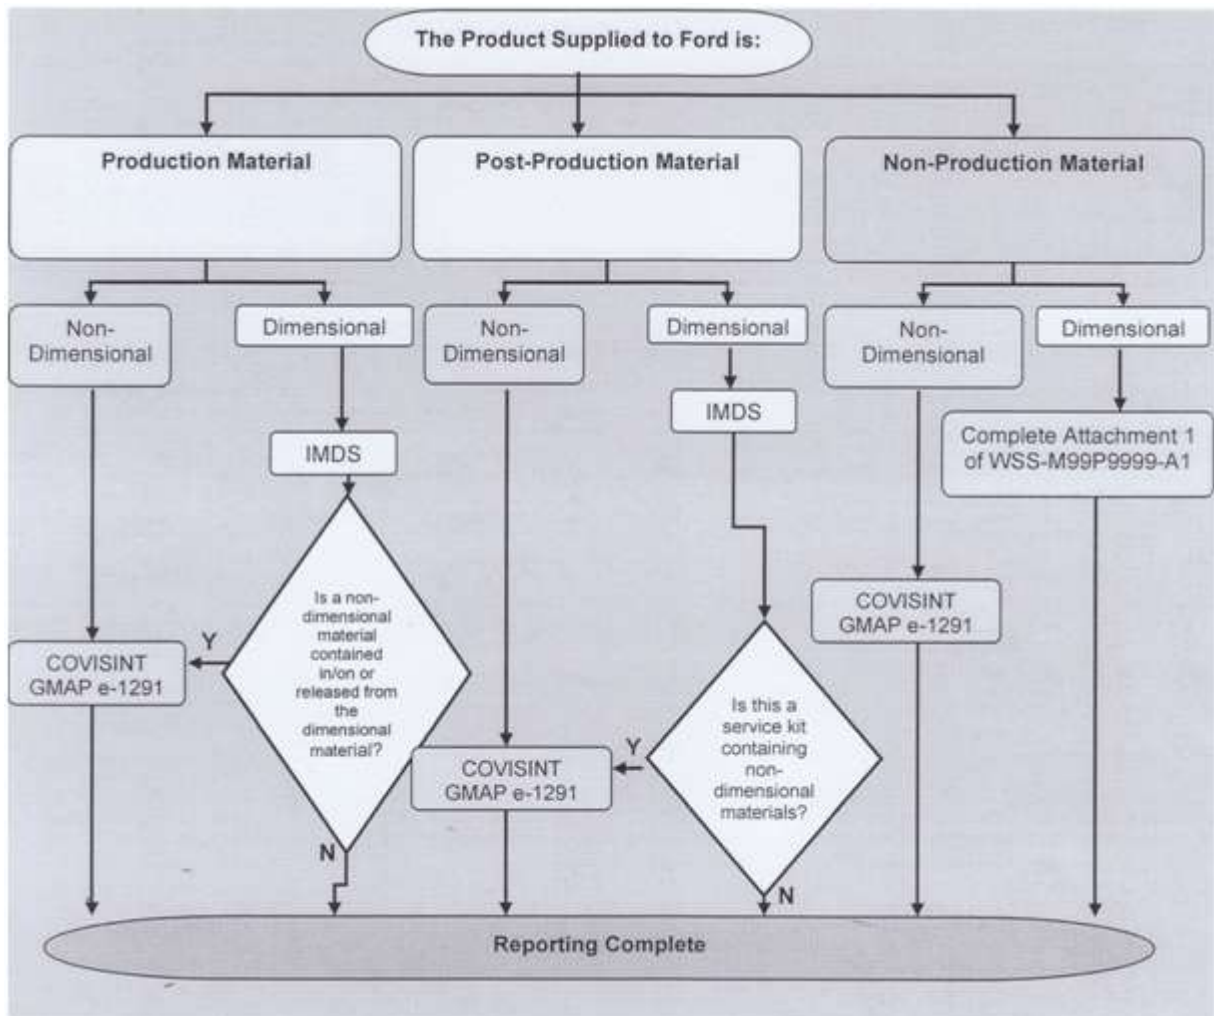 The Product Supplied to Ford is:
Production Material
Post-Production Material
Non-Production Material
Non-
Dimensional
Dimensional
Non-
Dimensional
Dimensional
Non-
Dimensional
Dimensional
IMDS
IMDS
Complete Attachment 1
of WSS-M99P9999-A1
Is a non-
dimensional
material
contained
in/on or
released from
the
dimensional
material?
Y
N
COVISINT
GMAP e-1291
COVISINT
GMAP e-1291
Y
Is this a
service kit
containing
non-
dimensional
materials?
N
COVISINT
GMAP e-1291
Reporting Complete